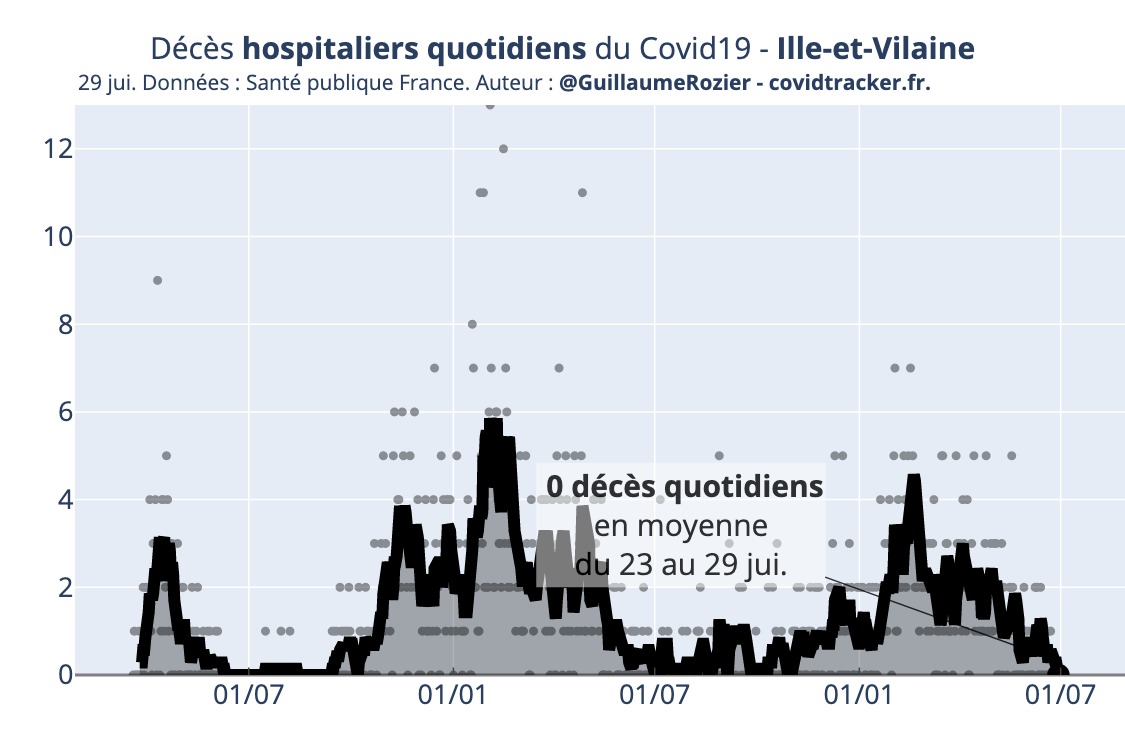 Décès hospitaliers quotidiens du Covid19 - Ille-et-Vilaine
29 jui. Données : Santé publique France. Auteur : @GuillaumeRozier - covidtracker.fr.
12
10
8
6
4
2
0
0 décès quotidiens
en moyenne
du 23 au 29 jui.
01/07 01/01 01/07 01/01 01/07